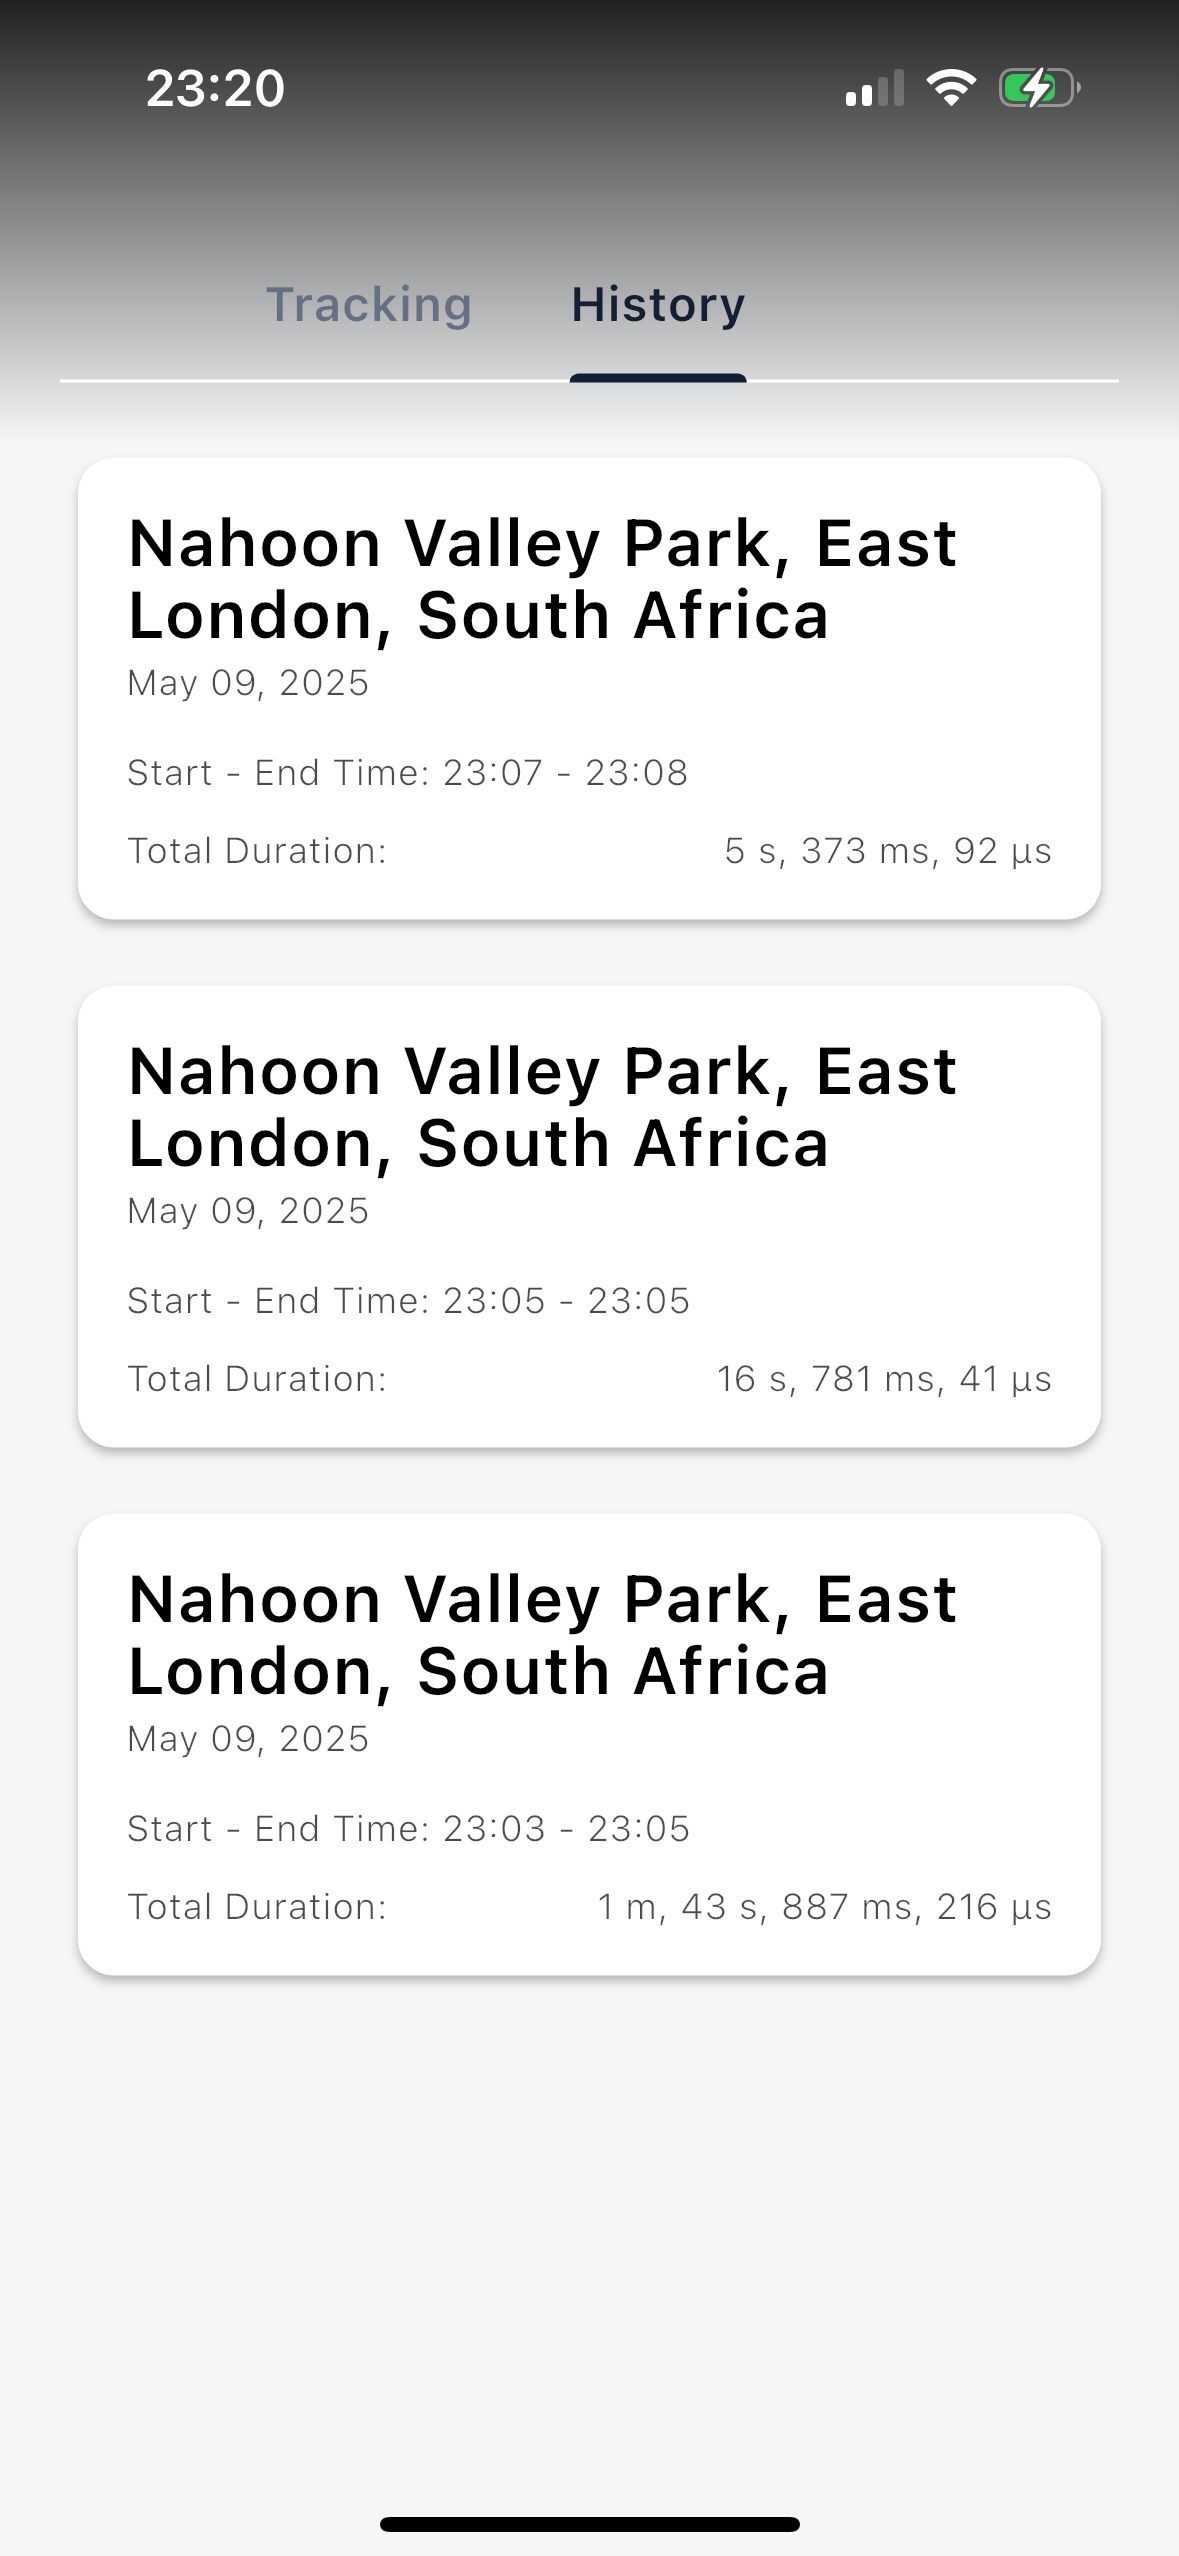 23:20
Tracking History
Nahoon Valley Park, East
London, South Africa
May 09, 2025
Start - End Time: 23:07 - 23:08
Total Duration: 5 s, 373 ms, 92 µs
Nahoon Valley Park, East
London, South Africa
May 09, 2025
Start - End Time: 23:05 - 23:05
Total Duration: 16 s, 781 ms, 41 µs
Nahoon Valley Park, East
London, South Africa
May 09, 2025
Start - End Time: 23:03 - 23:05
Total Duration: 1 m, 43 s, 887 ms, 216 µs